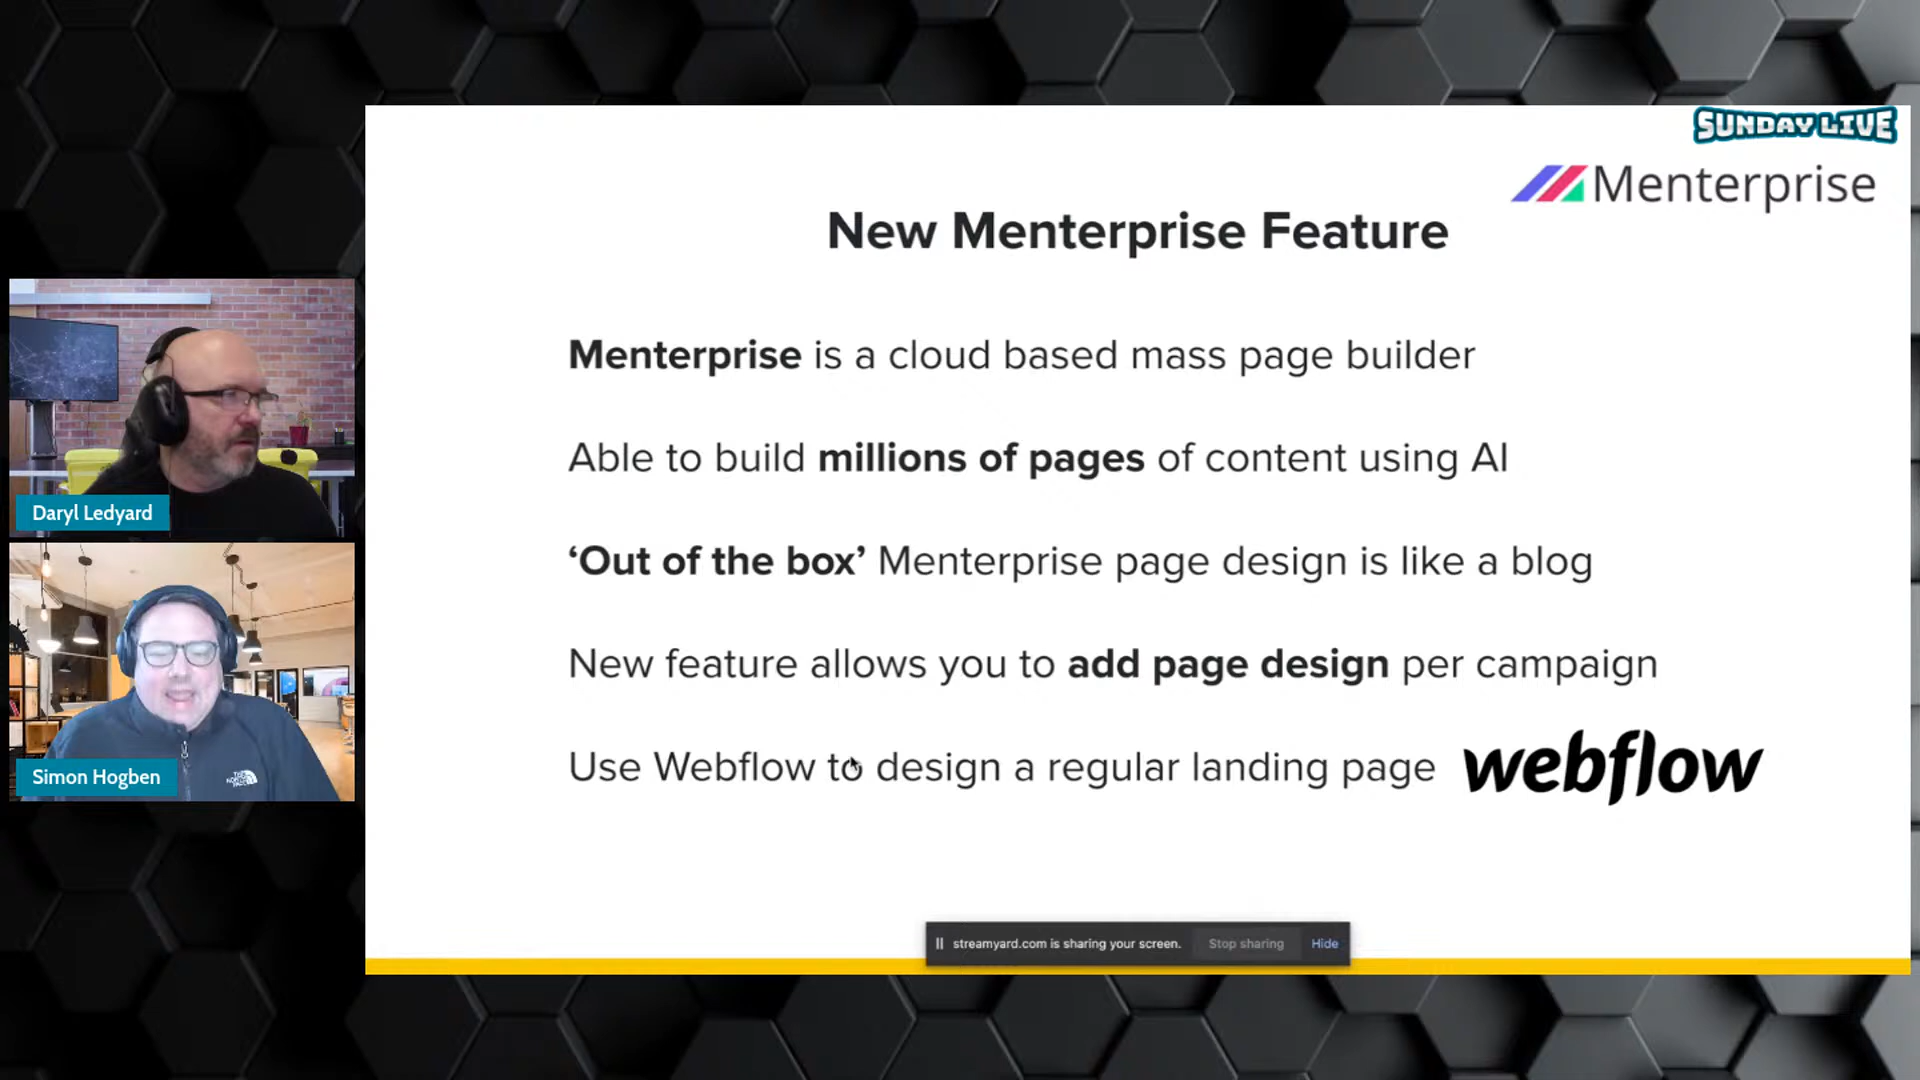 SUNDAY LIVE
Menterprise
New Menterprise Feature
Menterprise is a cloud based mass page builder
Able to build millions of pages of content using AI
‘Out of the box’ Menterprise page design is like a blog
New feature allows you to add page design per campaign
Use Webflow to design a regular landing page
webflow
Daryl Ledyard
Simon Hogben
THE NORTH FACE
streamyard.com is sharing your screen. Stop sharing Hide